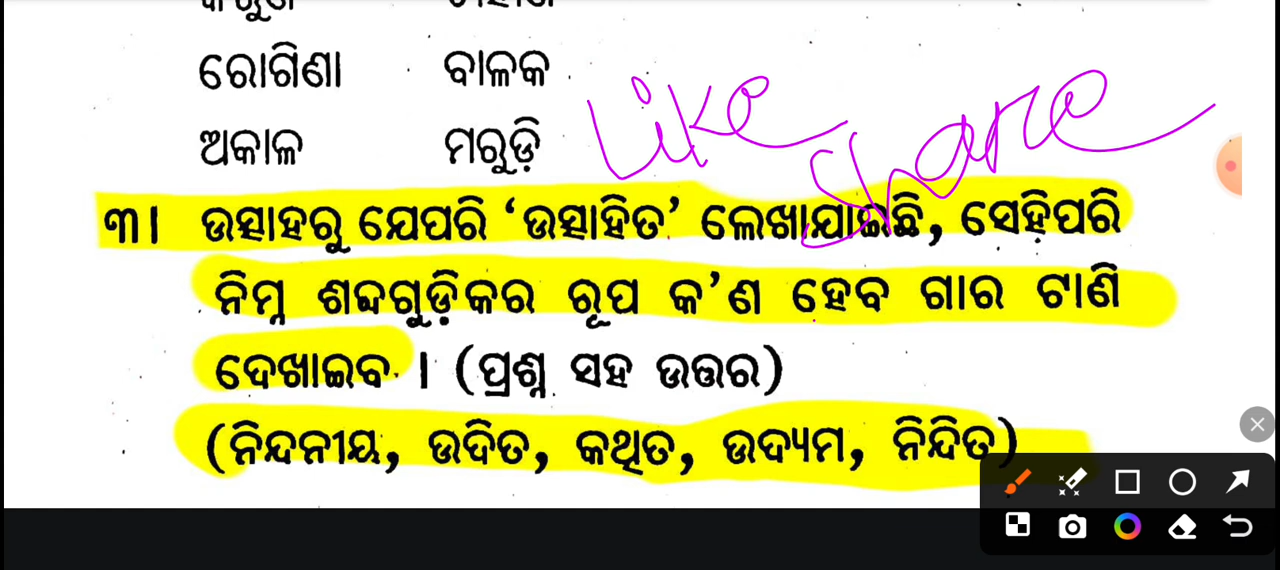 ରୋଗିଣା ବାଳକ
ଅକାଳ ମରୁଡ଼ି
Like Share
୩। ଉତ୍ସାହରୁ ଯେପରି ‘ଉତ୍ସାହିତ’ ଲେଖାଯାଇଛି, ସେହିପରି
ନିମ୍ନ ଶବ୍ଦଗୁଡ଼ିକର ରୂପ କ’ଣ ହେବ ଗାର ଟାଣି
ଦେଖାଇବ । (ପ୍ରଶ୍ନ ସହ ଉତ୍ତର)
(ନିନ୍ଦନୀୟ, ଉଦିତ, କଥିତ, ଉଦ୍ୟମ, ନିନ୍ଦିତ)